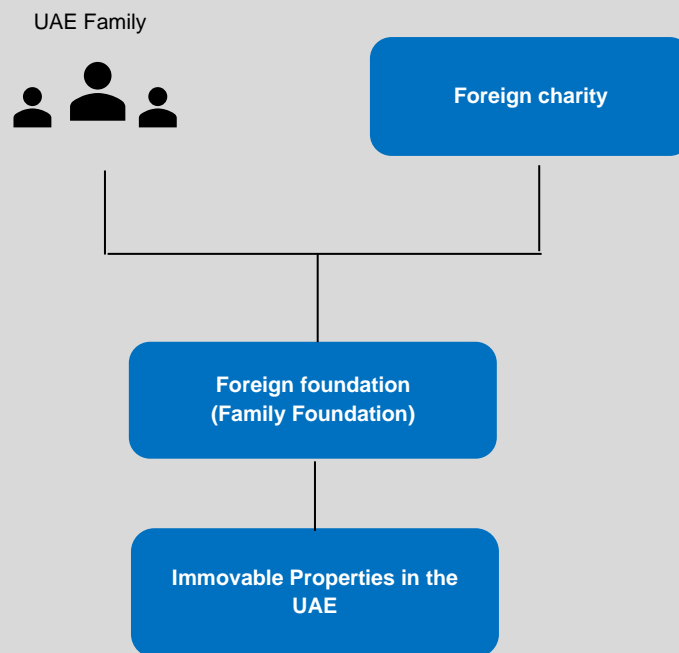 UAE Family
Foreign charity
Foreign foundation
(Family Foundation)
Immovable Properties in the
UAE